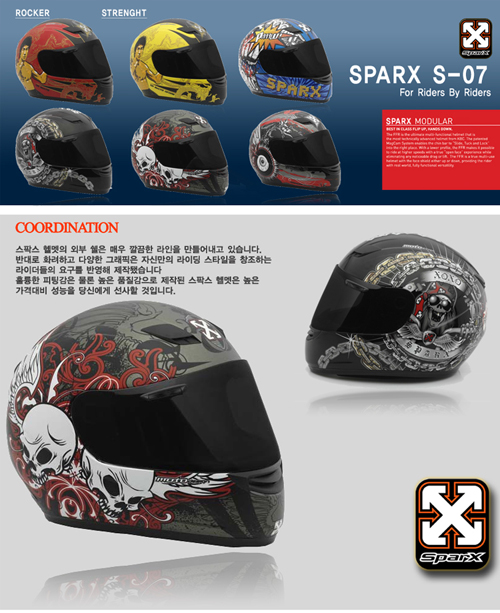 ROCKER
STRENGHT
SPARX
SparX
SPARX S-07
For Riders By Riders
SPARX MODULAR
BEST IN CLASS FLIP UP, HANDS DOWN.
COORDINATION
스팍스 헬멧의 외부 쉘은 매우 깔끔한 라인을 만들어내고 있습니다.
반대로 화려하고 다양한 그래픽은 자신만의 라이딩 스타일을 창조하는
라이더들의 요구를 반영해 제작됐습니다
훌륭한 피팅감은 물론 높은 품질감으로 제작된 스팍스 헬멧은 높은
가격대비 성능을 당신에게 선사할 것입니다.
XOXO
SPARX
SparX